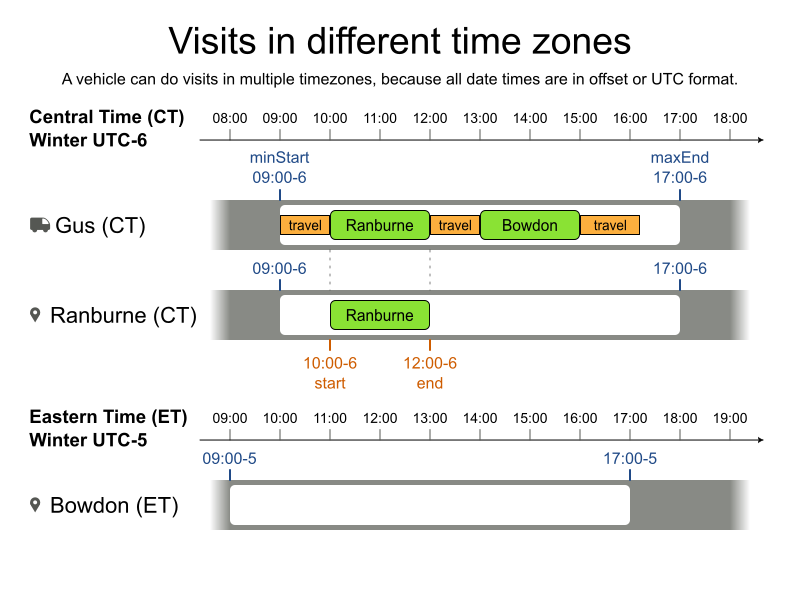 Visits in different time zones
A vehicle can do visits in multiple timezones, because all date times are in offset or UTC format.
Central Time (CT)
Winter UTC-6
08:00 09:00 10:00 11:00 12:00 13:00 14:00 15:00 16:00 17:00 18:00
minStart
09:00-6
maxEnd
17:00-6
Gus (CT)
travel Ranburne travel Bowdon travel
09:00-6 17:00-6
Ranburne (CT)
Ranburne
10:00-6
start
12:00-6
end
Eastern Time (ET)
Winter UTC-5
09:00 10:00 11:00 12:00 13:00 14:00 15:00 16:00 17:00 18:00 19:00
09:00-5 17:00-5
Bowdon (ET)